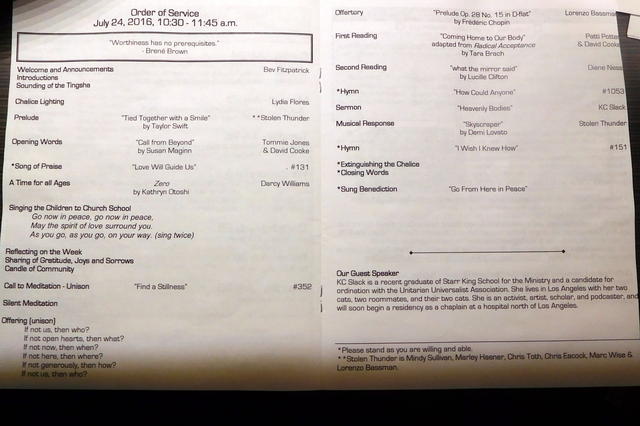 Order of Service
July 24, 2016, 10:30 - 11:45 a.m.
"Worthiness has no prerequisites."
- Brené Brown
Welcome and Announcements Bev Fitzpatrick
Introductions
Sounding of the Tingsha
Chalice Lighting Lydia Flores
Prelude "Tied Together with a Smile" **Stolen Thunder
by Taylor Swift
Opening Words "Call from Beyond" Tommie Jones
by Susan Maginn & David Cooke
*Song of Praise "Love Will Guide Us" #131
A Time for all Ages Zero Darcy Williams
by Kathryn Otoshi
Singing the Children to Church School
Go now in peace, go now in peace,
May the spirit of love surround you.
As you go, as you go, on your way. (sing twice)
Reflecting on the Week
Sharing of Gratitude, Joys and Sorrows
Candle of Community
Call to Meditation - Unison "Find a Stillness" #352
Silent Meditation
Offering (unison)
If not us, then who?
If not open hearts, then what?
If not now, then when?
If not here, then where?
If not generously, then how?
If not us, then who?
Offertory "Prelude Op. 28 No. 15 in D-flat" Lorenzo Bassman
by Frédéric Chopin
First Reading "Coming Home to Our Body" Patti Potter
adapted from Radical Acceptance & David Cooke
by Tara Brach
Second Reading "what the mirror said" Diane Ness
by Lucille Clifton
*Hymn "How Could Anyone" #1053
Sermon "Heavenly Bodies" KC Slack
Musical Response "Skyscraper" Stolen Thunder
by Demi Lovato
*Hymn "I Wish I Knew How" #151
*Extinguishing the Chalice
*Closing Words
*Sung Benediction "Go From Here in Peace"
Our Guest Speaker
KC Slack is a recent graduate of Starr King School for the Ministry and a candidate for
ordination with the Unitarian Universalist Association. She lives in Los Angeles with her two
cats, two roommates, and their two cats. She is an activist, artist, scholar, and podcaster, and
will soon begin a residency as a chaplain at a hospital north of Los Angeles.
*Please stand as you are willing and able.
**Stolen Thunder is Mindy Sullivan, Marley Hesner, Chris Toth, Chris Eacock, Marc Wise &
Lorenzo Bassman.